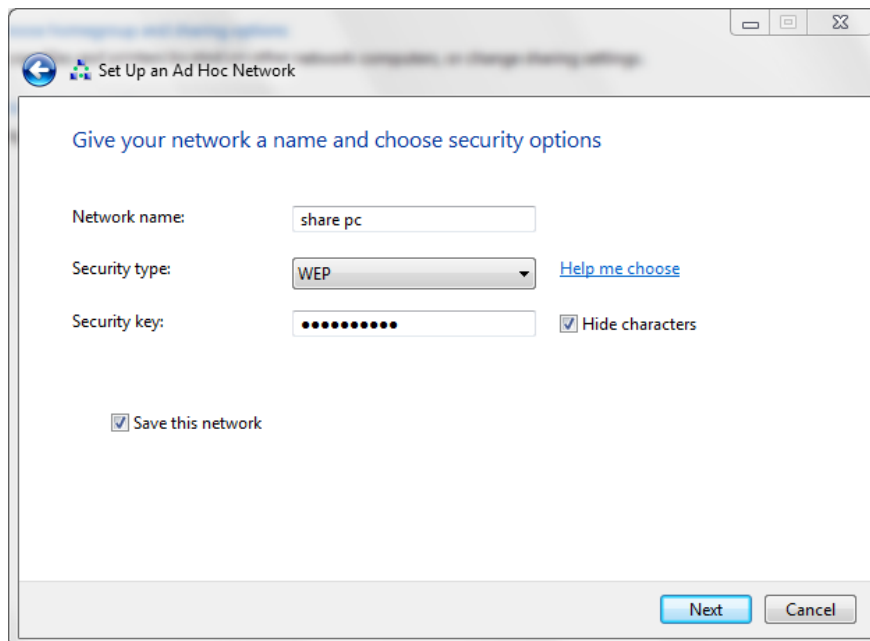 Set Up an Ad Hoc Network
Give your network a name and choose security options
Network name: share pc
Security type: WEP Help me choose
Security key: ●●●●●●●●●● Hide characters
Save this network
Next Cancel